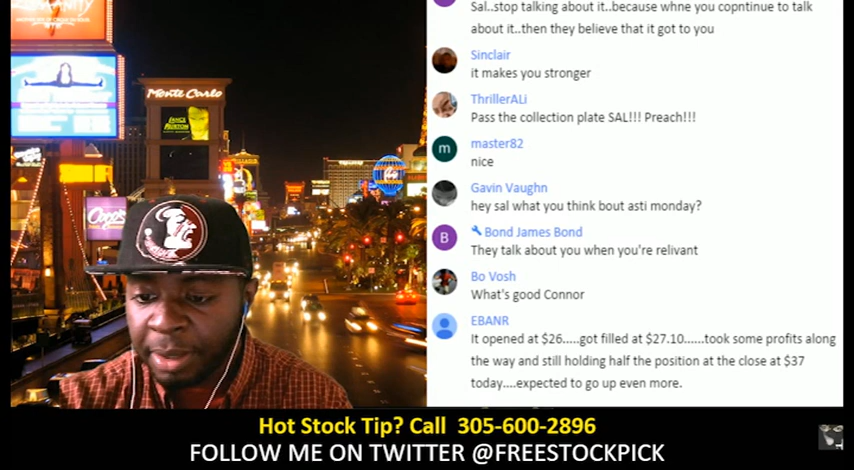 INSANITY
Monte Carlo
LANCE
BURTON
Coco's
Sal..stop talking about it..because whne you copntinue to talk
about it..then they believe that it got to you
Sinclair
it makes you stronger
ThrillerALi
Pass the collection plate SAL!!! Preach!!!
m
master82
nice
Gavin Vaughn
hey sal what you think bout asti monday?
B
Bond James Bond
They talk about you when you're relivant
Bo Vosh
What's good Connor
EBANR
It opened at $26.....got filled at $27.10......took some profits along
the way and still holding half the position at the close at $37
today....expected to go up even more.
Hot Stock Tip? Call 305-600-2896
FOLLOW ME ON TWITTER @FREESTOCKPICK